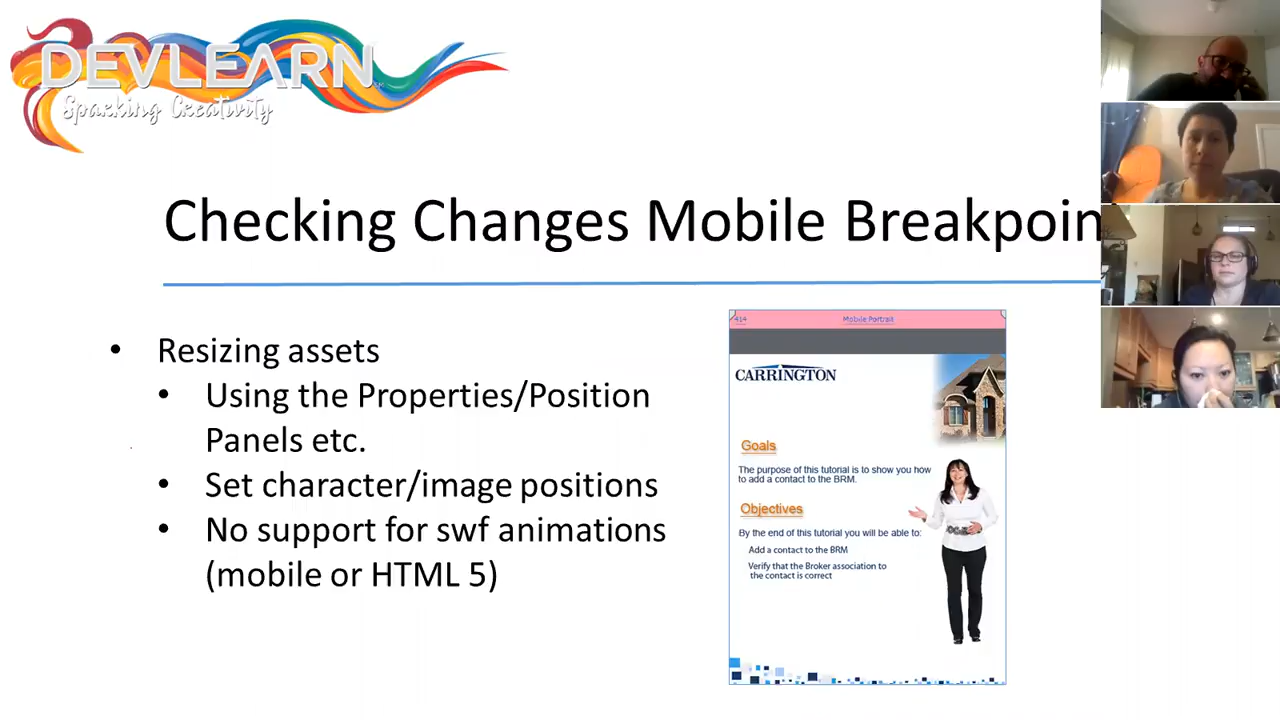 DEVLEARN
Sparking Creativity
Checking Changes Mobile Breakpoin
• Resizing assets
• Using the Properties/Position
Panels etc.
• Set character/image positions
• No support for swf animations
(mobile or HTML 5)
414 Mobile Portrait
CARRINGTON
Goals
The purpose of this tutorial is to show you how
to add a contact to the BRM.
Objectives
By the end of this tutorial you will be able to:
Add a contact to the BRM
Verify that the Broker association to
the contact is correct